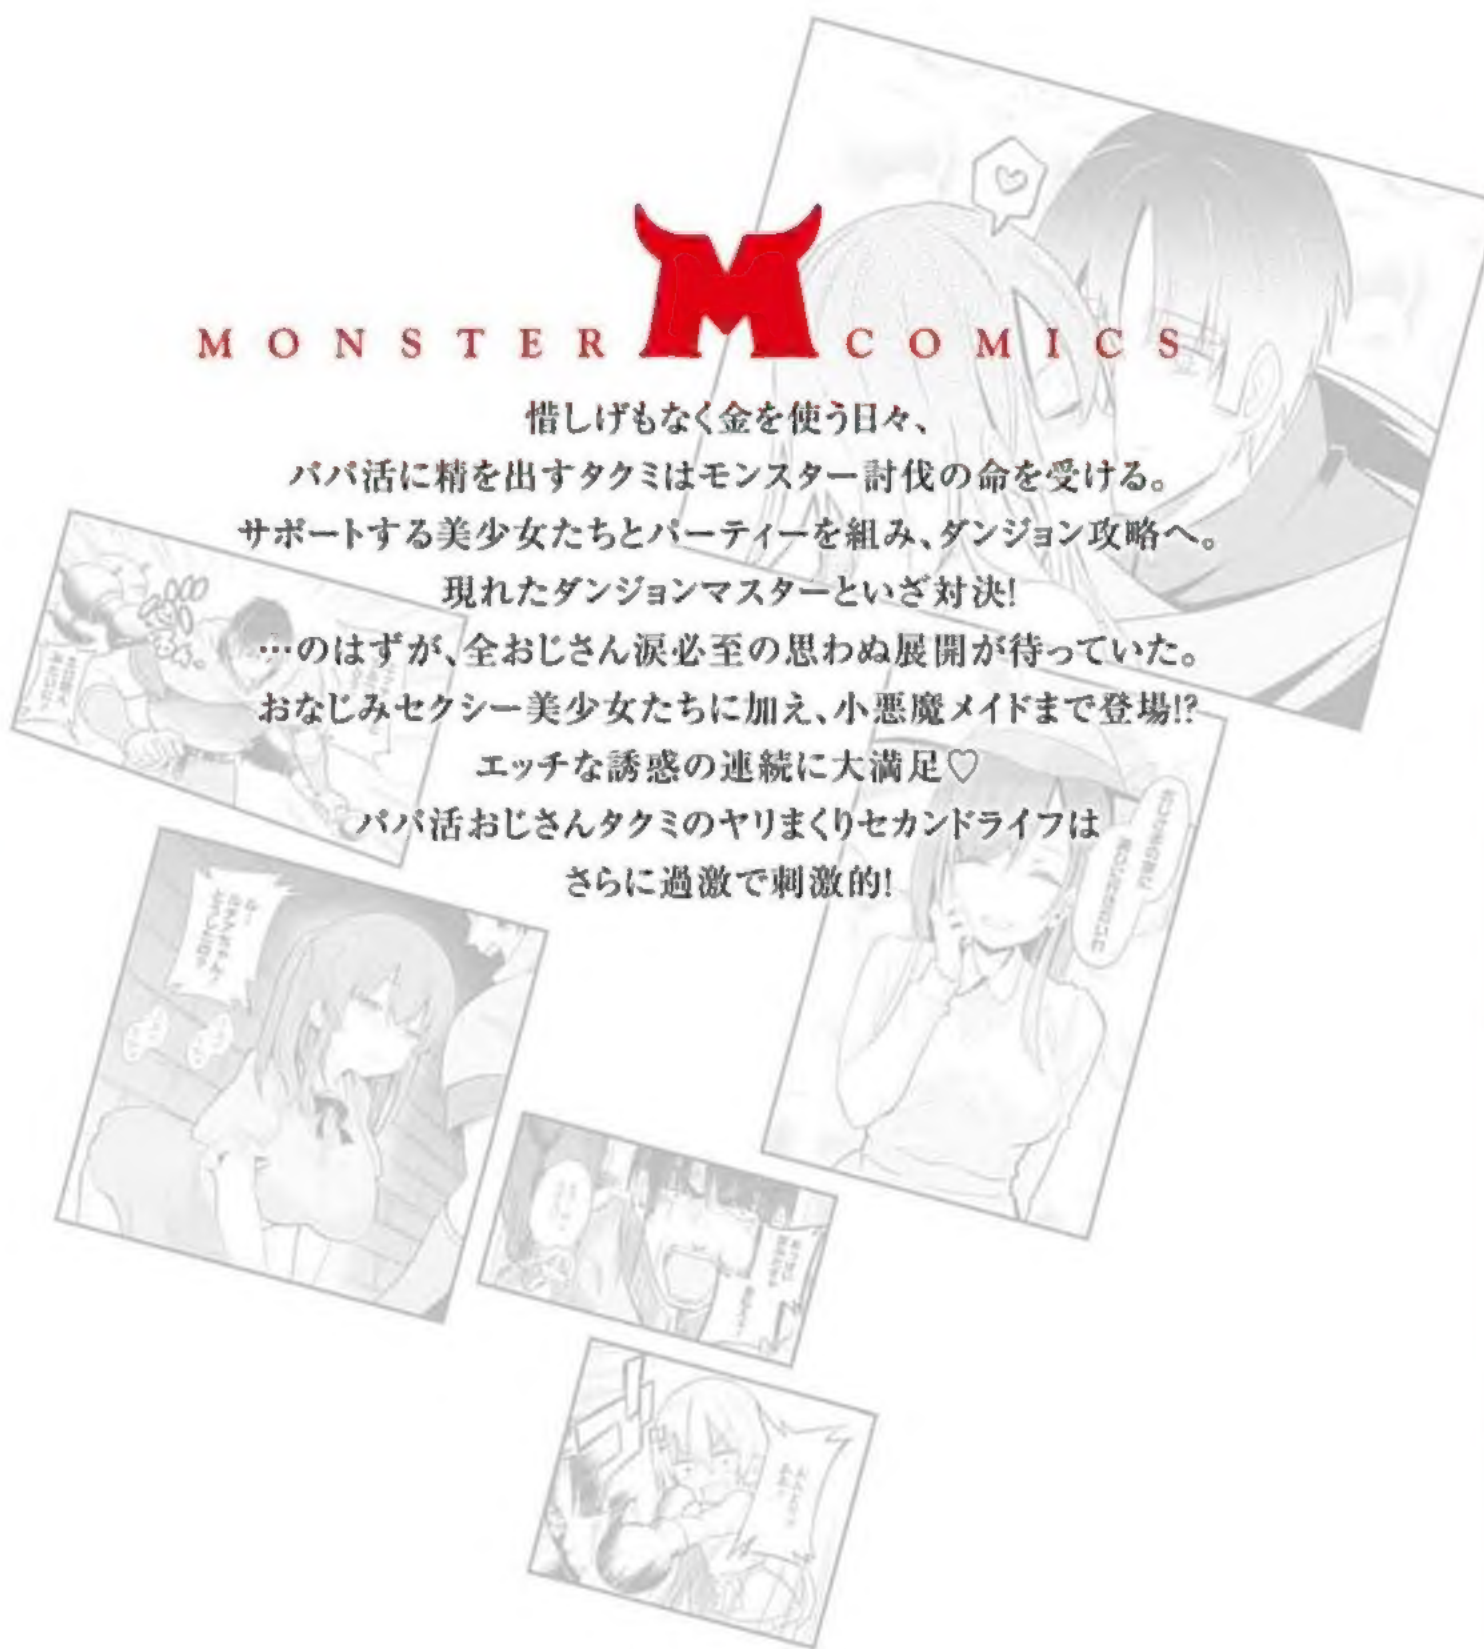 MONSTER M COMICS
惜しげもなく金を使う日々、
パパ活に精を出すタクミはモンスター討伐の命を受ける。
サポートする美少女たちとパーティーを組み、ダンジョン攻略へ。
現れたダンジョンマスターといざ対決!
…のはずが、全おじさん涙必至の思わぬ展開が待っていた。
おなじみセクシー美少女たちに加え、小悪魔メイドまで登場!?
エッチな誘惑の連続に大満足♡
パパ活おじさんタクミのヤリまくりセカンドライフは
さらに過激で刺激的!